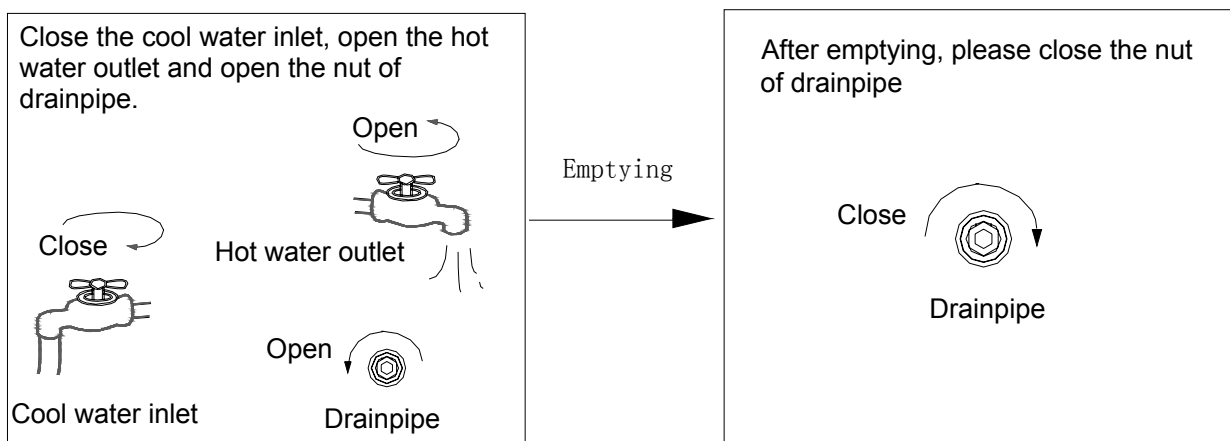 Close the cool water inlet, open the hot
water outlet and open the nut of
drainpipe.
Open
Close
Hot water outlet
Open
Cool water inlet
Drainpipe
Emptying
After emptying, please close the nut
of drainpipe
Close
Drainpipe